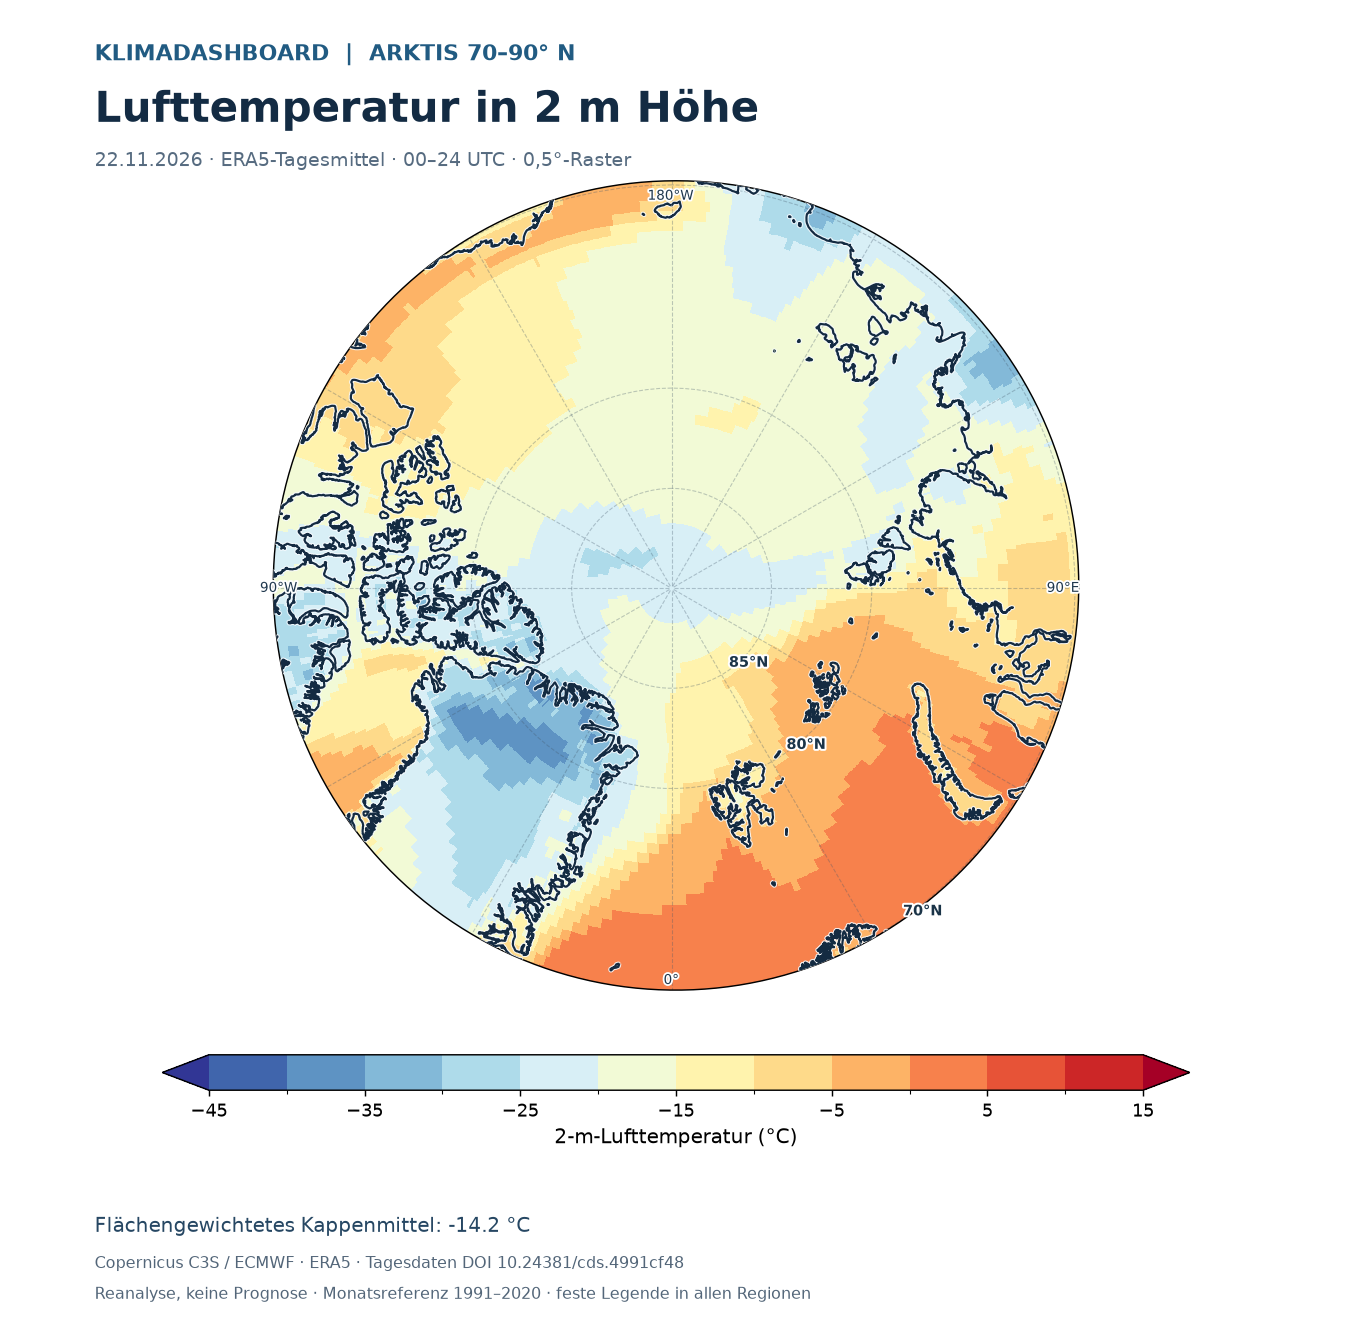 KLIMADASHBOARD | ARKTIS 70–90° N
Lufttemperatur in 2 m Höhe
22.11.2026 · ERA5-Tagesmittel · 00–24 UTC · 0,5°-Raster
180°W
90°W
90°E
85°N
80°N
70°N
0°
−45 −35 −25 −15 −5 5 15
2-m-Lufttemperatur (°C)
Flächengewichtetes Kappenmittel: -14.2 °C
Copernicus C3S / ECMWF · ERA5 · Tagesdaten DOI 10.24381/cds.4991cf48
Reanalyse, keine Prognose · Monatsreferenz 1991–2020 · feste Legende in allen Regionen